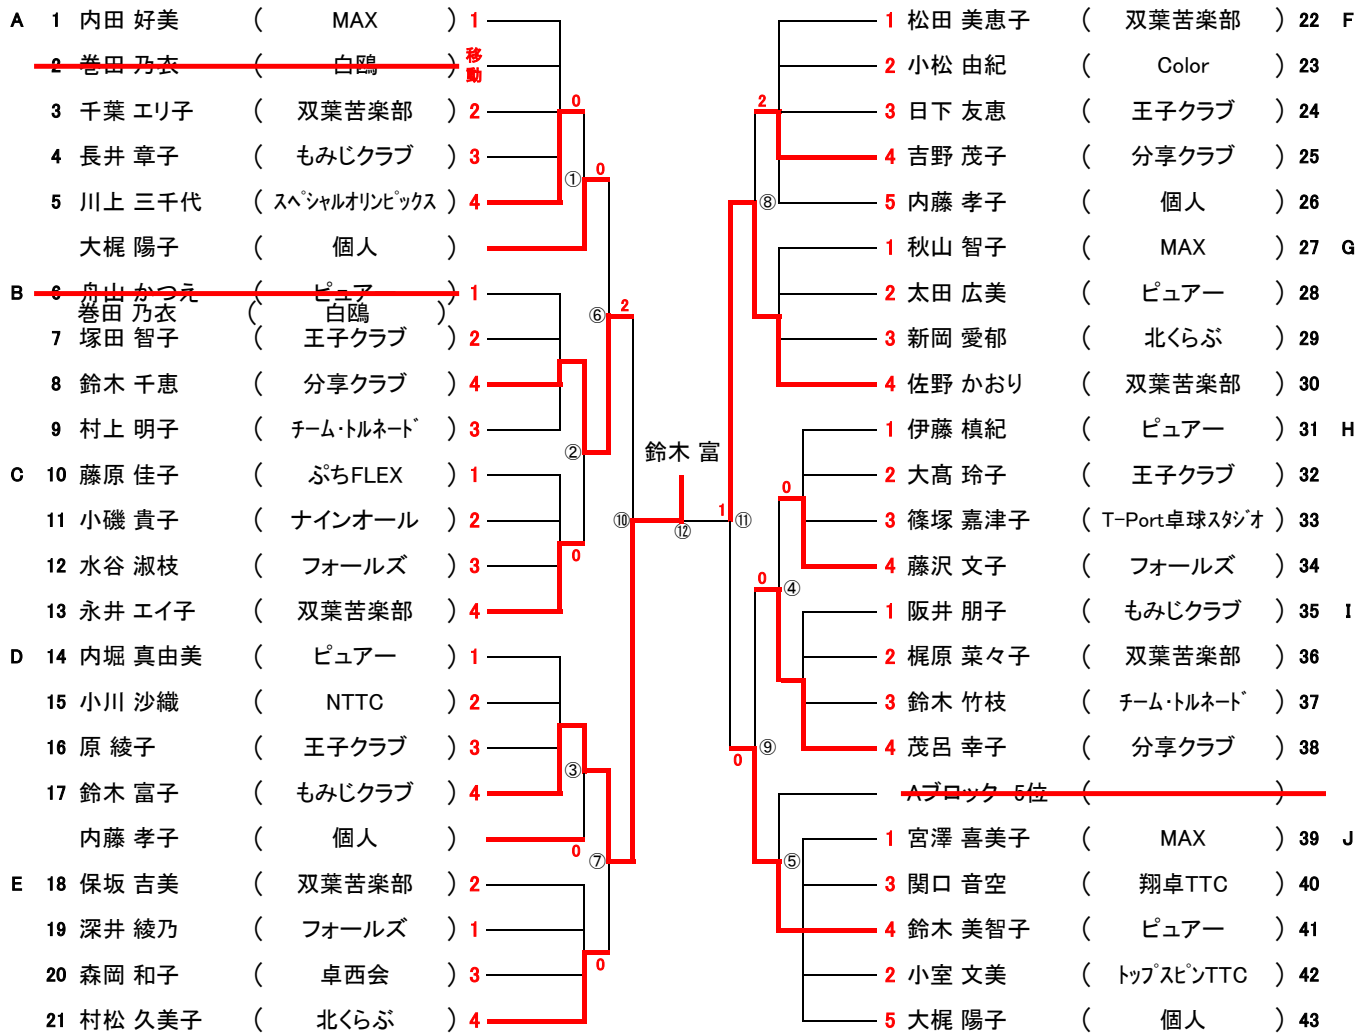 A 1 内田 好美 ( MAX ) 1
2 巻田 乃衣 ( 白鴎 ) 移動
3 千葉 エリ子 ( 双葉苦楽部 ) 2
0
4 長井 章子 ( もみじクラブ ) 3
① 0
5 川上 三千代 ( スペシャルオリンピックス ) 4
大梶 陽子 ( 個人 )
B 6 舟山 かつえ ( ピュアー ) 1
巻田 乃衣 ( 白鴎 )
⑥ 2
7 塚田 智子 ( 王子クラブ ) 2
8 鈴木 千恵 ( 分享クラブ ) 4
9 村上 明子 ( チーム・トルネード ) 3
②
C 10 藤原 佳子 ( ぷちFLEX ) 1
11 小磯 貴子 ( ナインオール ) 2
0
12 水谷 淑枝 ( フォールズ ) 3
13 永井 エイ子 ( 双葉苦楽部 ) 4
D 14 内堀 真由美 ( ピュアー ) 1
15 小川 沙織 ( NTTC ) 2
16 原 綾子 ( 王子クラブ ) 3
③
17 鈴木 富子 ( もみじクラブ ) 4
内藤 孝子 ( 個人 )
0 ⑦
E 18 保坂 吉美 ( 双葉苦楽部 ) 2
19 深井 綾乃 ( フォールズ ) 1
0
20 森岡 和子 ( 卓西会 ) 3
21 村松 久美子 ( 北くらぶ ) 4
鈴木 富
⑩ ⑫ 1 ⑪
1 松田 美恵子 ( 双葉苦楽部 ) 22 F
2 小松 由紀 ( Color ) 23
2
3 日下 友恵 ( 王子クラブ ) 24
4 吉野 茂子 ( 分享クラブ ) 25
⑧
5 内藤 孝子 ( 個人 ) 26
1 秋山 智子 ( MAX ) 27 G
2 太田 広美 ( ピュアー ) 28
3 新岡 愛郁 ( 北くらぶ ) 29
4 佐野 かおり ( 双葉苦楽部 ) 30
1 伊藤 槙紀 ( ピュアー ) 31 H
2 大髙 玲子 ( 王子クラブ ) 32
0
3 篠塚 嘉津子 ( T-Port卓球スタジオ ) 33
4 藤沢 文子 ( フォールズ ) 34
0 ④
1 阪井 朋子 ( もみじクラブ ) 35 I
2 梶原 菜々子 ( 双葉苦楽部 ) 36
3 鈴木 竹枝 ( チーム・トルネード ) 37
4 茂呂 幸子 ( 分享クラブ ) 38
0 ⑨
Aブロック 5位 ( )
1 宮澤 喜美子 ( MAX ) 39 J
⑤
3 関口 音空 ( 翔卓TTC ) 40
4 鈴木 美智子 ( ピュアー ) 41
2 小室 文美 ( トップスピンTTC ) 42
5 大梶 陽子 ( 個人 ) 43